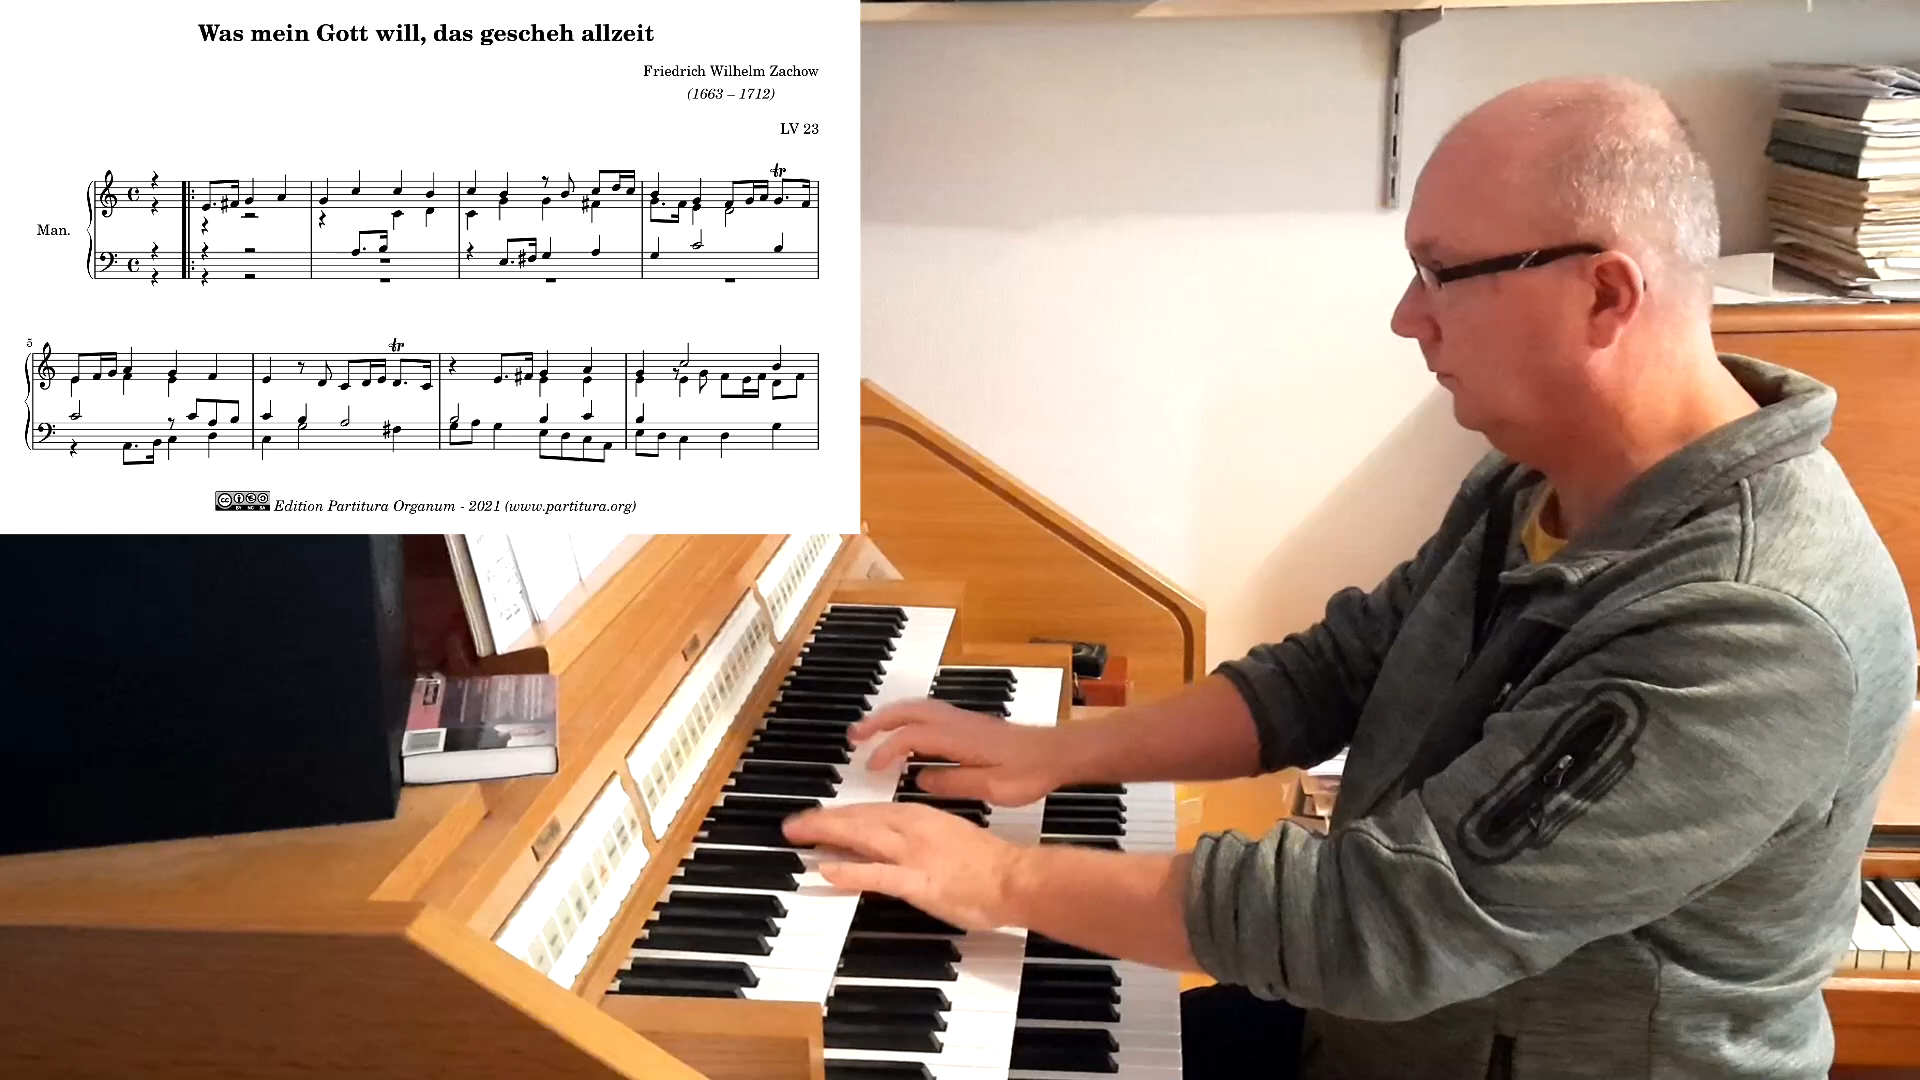 Was mein Gott will, das gescheh allzeit
Friedrich Wilhelm Zachow
(1663 – 1712)
LV 23
Man.
5
Edition Partitura Organum - 2021 (www.partitura.org)